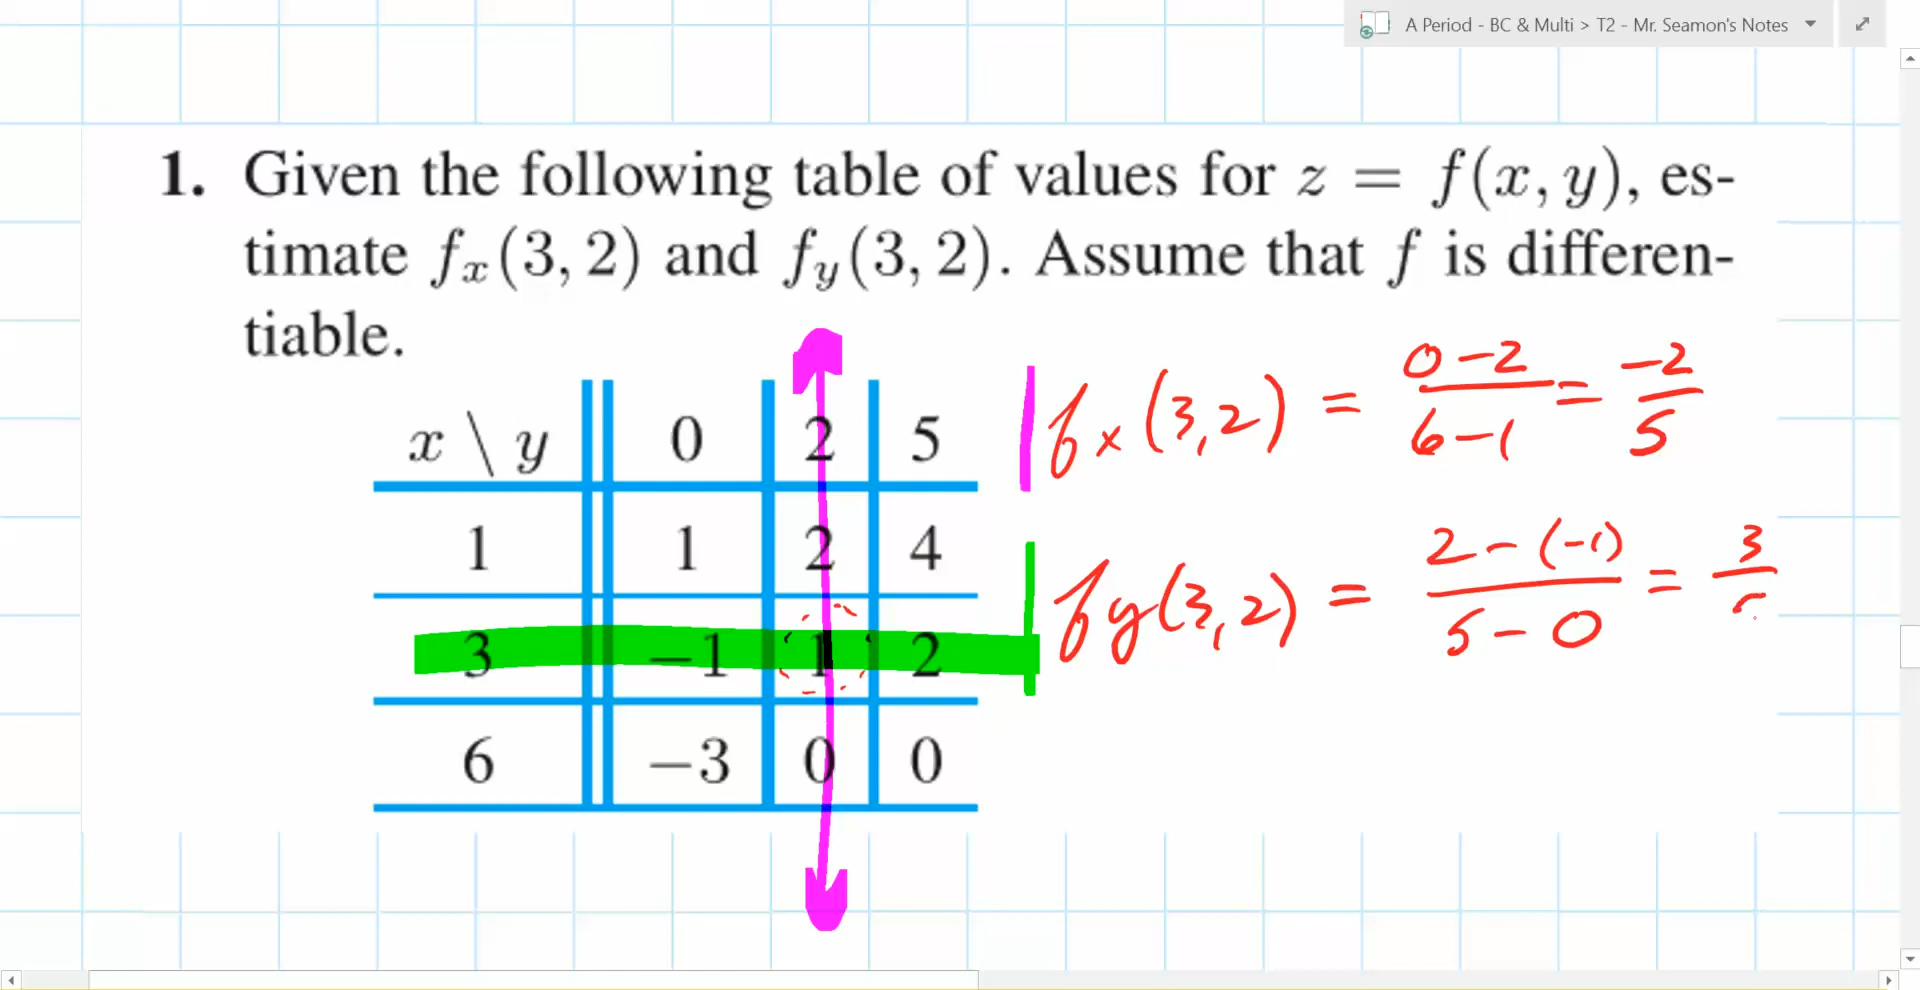 A Period - BC & Multi > T2 - Mr. Seamon's Notes
1. Given the following table of values for z = f(x, y), es-
timate fₓ(3, 2) and f_y(3, 2). Assume that f is differen-
tiable.
x \ y 0 2 5
1 1 2 4
3 −1 1 2
6 −3 0 0
fₓ(3,2) = (0−2)/(6−1) = −2/5
f_y(3,2) = (2−(−1))/(5−0) = 3/